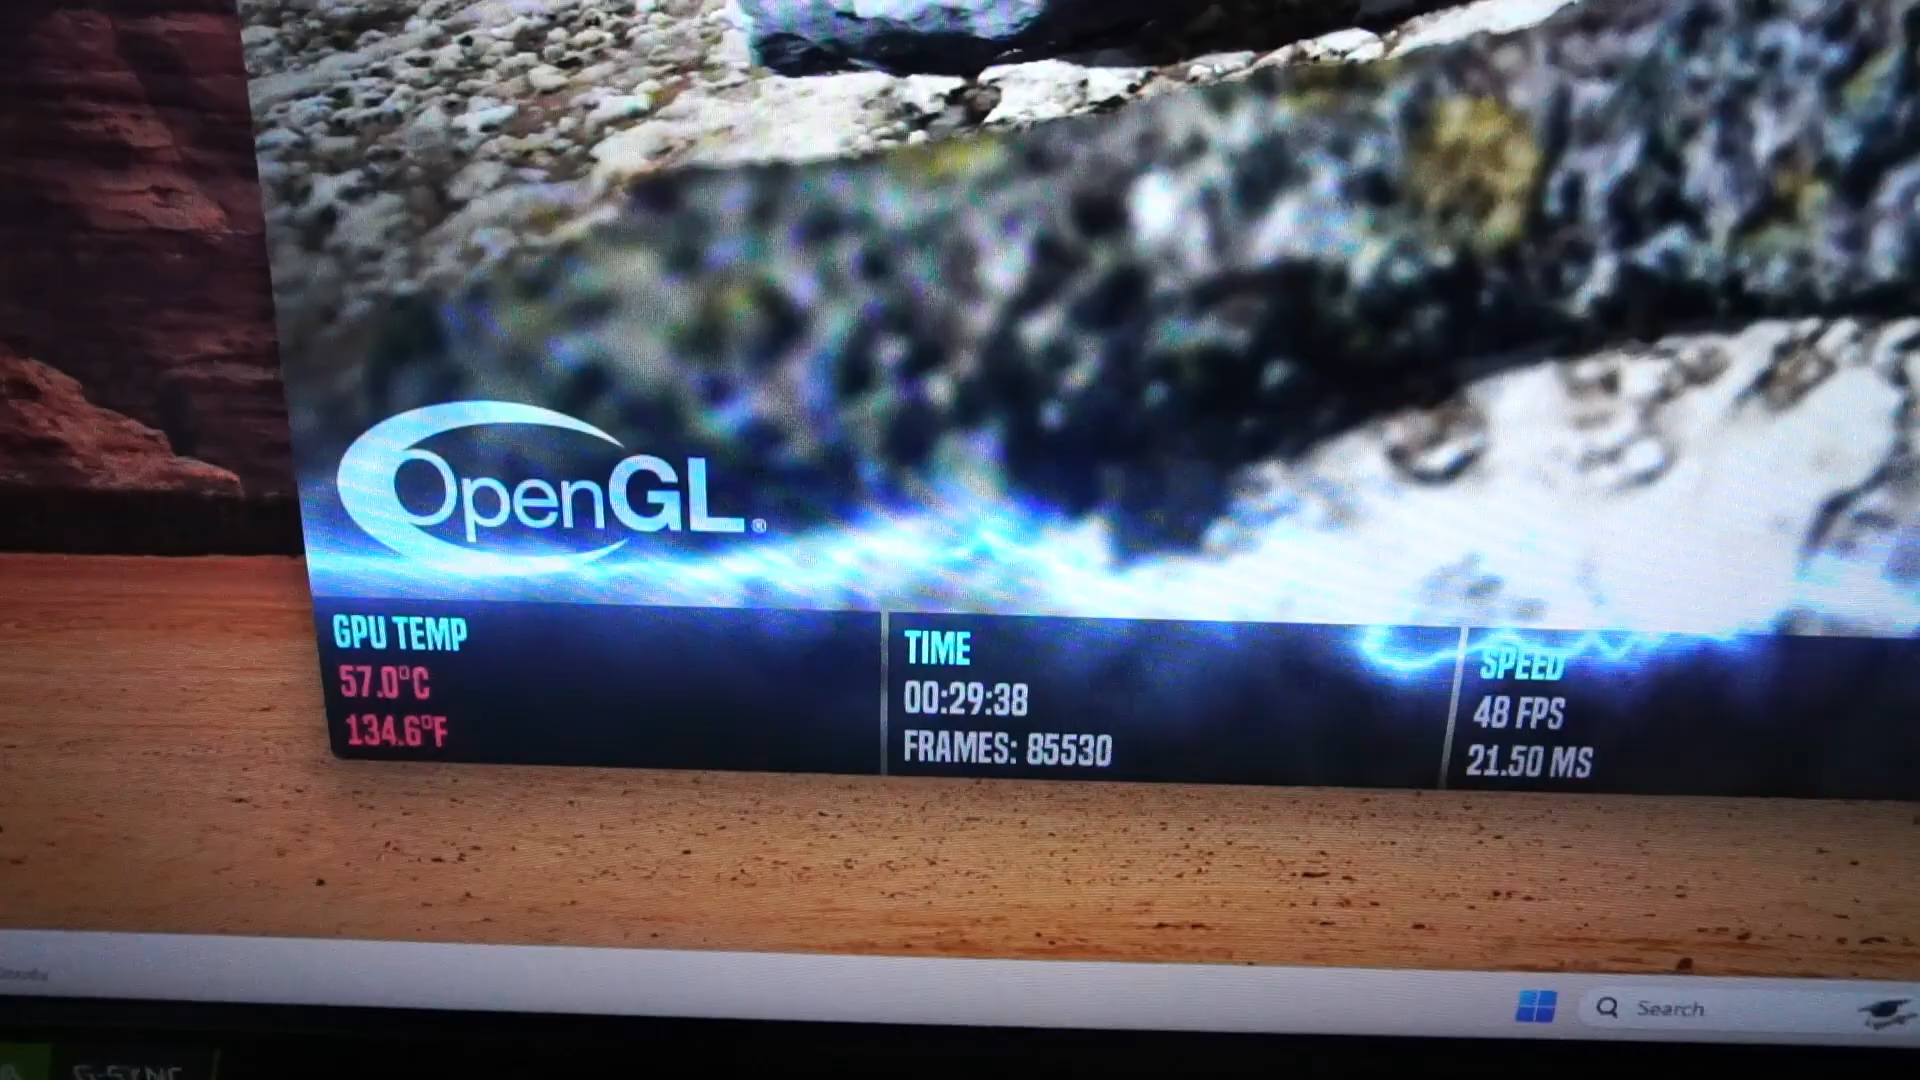 OpenGL®
GPU TEMP
57.0°C
134.6°F
TIME
00:29:38
FRAMES: 85530
SPEED
48 FPS
21.50 MS
Search
G-SYNC